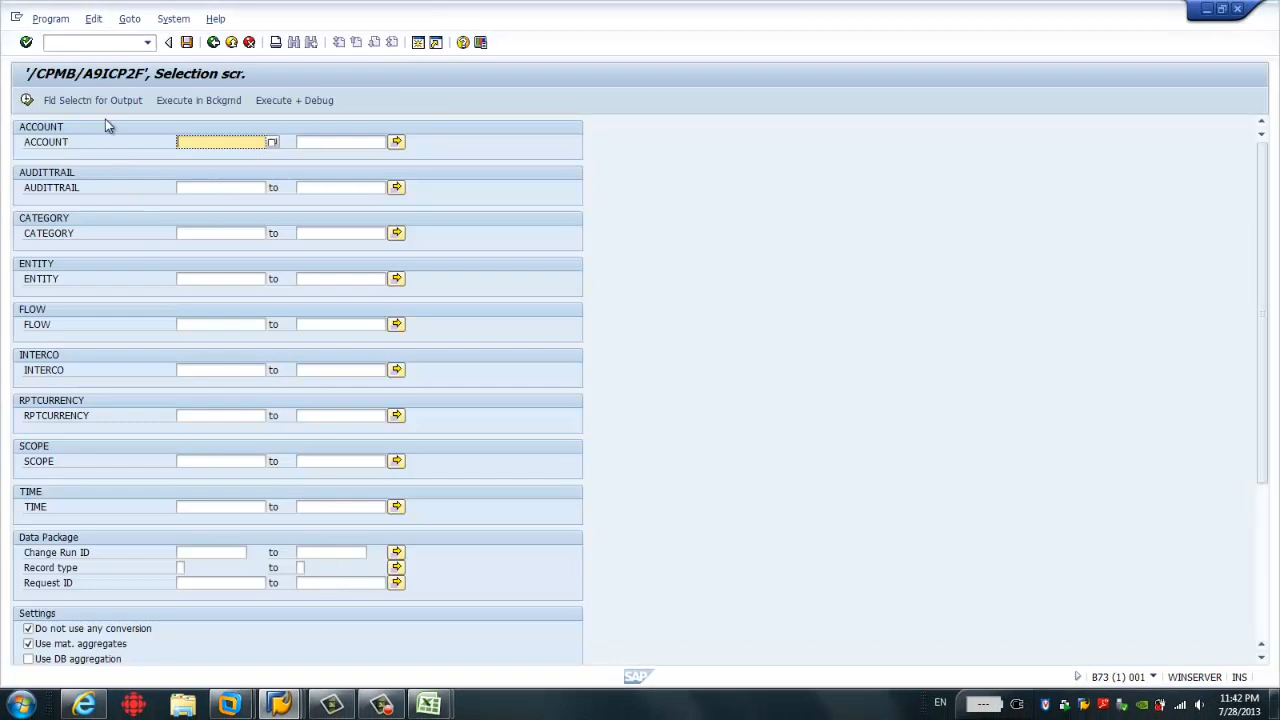 Program Edit Goto System Help
'/CPMB/A9ICP2F', Selection scr.
Fld Selectn for Output Execute in Bckgrnd Execute + Debug
ACCOUNT
ACCOUNT
AUDITTRAIL
AUDITTRAIL to
CATEGORY
CATEGORY to
ENTITY
ENTITY to
FLOW
FLOW to
INTERCO
INTERCO to
RPTCURRENCY
RPTCURRENCY to
SCOPE
SCOPE to
TIME
TIME to
Data Package
Change Run ID to
Record type to
Request ID to
Settings
Do not use any conversion
Use mat. aggregates
Use DB aggregation
SAP B73 (1) 001 WINSERVER INS
EN 11:42 PM
7/28/2013